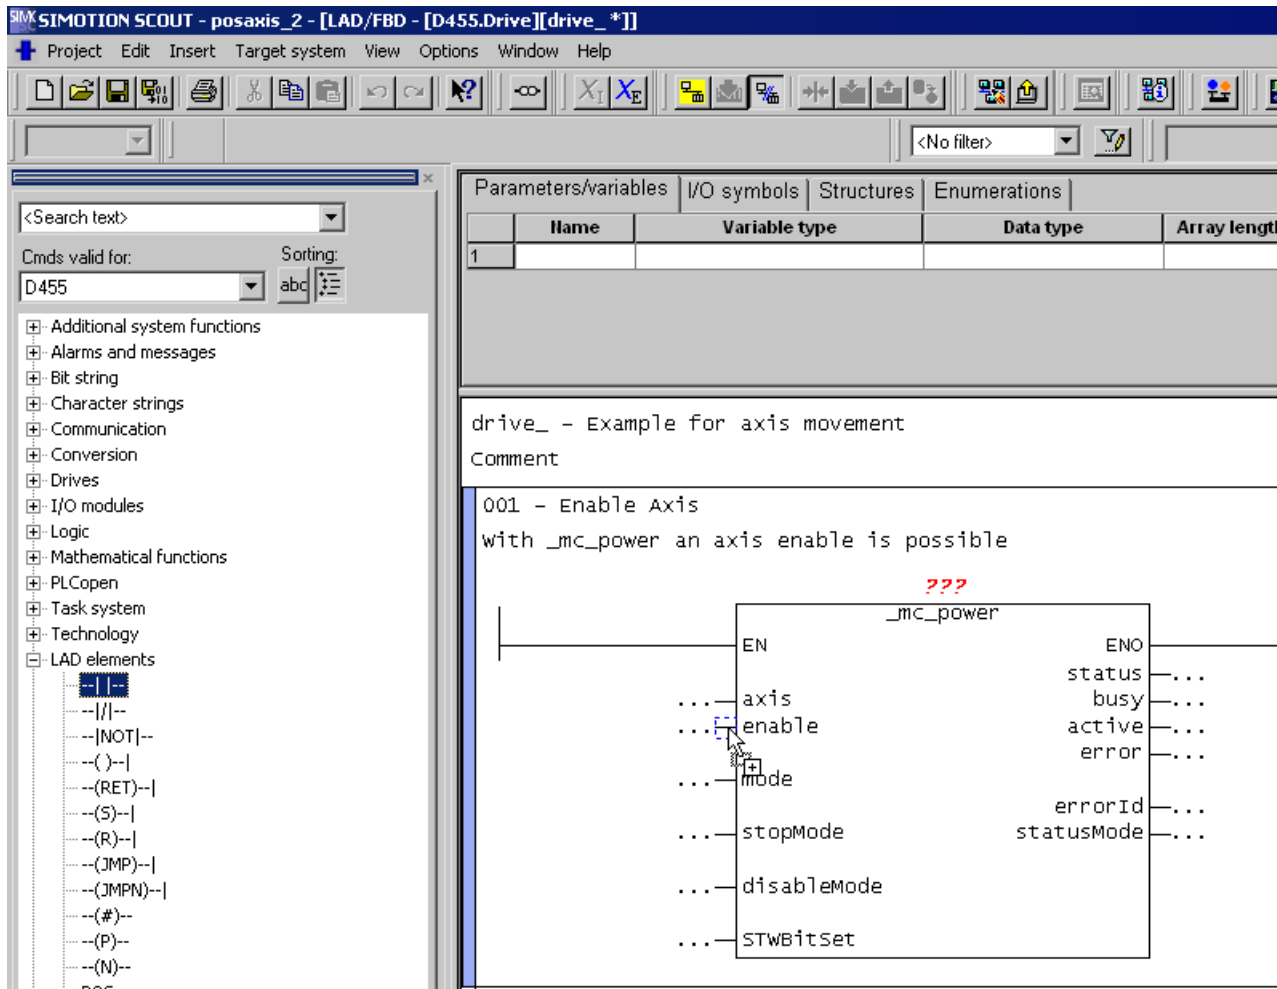 SIMOTION SCOUT - posaxis_2 - [LAD/FBD - [D455.Drive][drive_ *]]
Project Edit Insert Target system View Options Window Help
<No filter>
<Search text>
Cmds valid for:
Sorting:
D455
abc
Additional system functions
Alarms and messages
Bit string
Character strings
Communication
Conversion
Drives
I/O modules
Logic
Mathematical functions
PLCopen
Task system
Technology
LAD elements
--| |--
--|/|--
--|NOT|--
--( )--|
--(RET)--|
--(S)--|
--(R)--|
--(JMP)--|
--(JMPN)--|
--(#)--
--(P)--
--(N)--
Parameters/variables I/O symbols Structures Enumerations
Name Variable type Data type Array lengt
1
drive_ - Example for axis movement
Comment
001 - Enable Axis
With _mc_power an axis enable is possible
???
_mc_power
EN ENO
status ...
... axis busy ...
... enable active ...
error ...
... mode
errorId ...
... stopMode statusMode ...
... disableMode
... STWBitSet